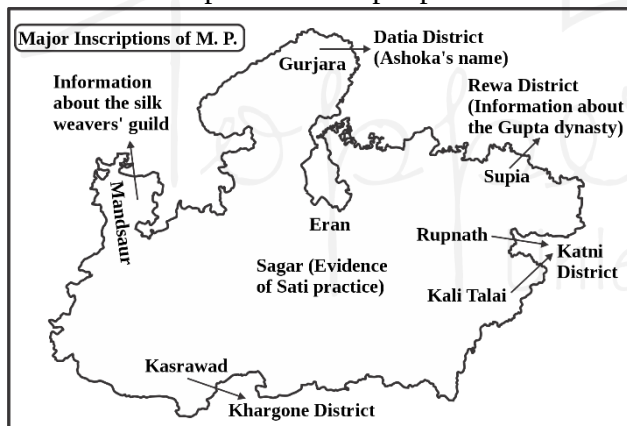 Major Inscriptions of M. P.
Datia District
(Ashoka's name)
Gurjara
Information
about the silk
weavers' guild
Rewa District
(Information about
the Gupta dynasty)
Supia
Mandsaur
Eran
Rupnath
Katni
District
Sagar (Evidence
of Sati practice)
Kali Talai
Kasrawad
Khargone District